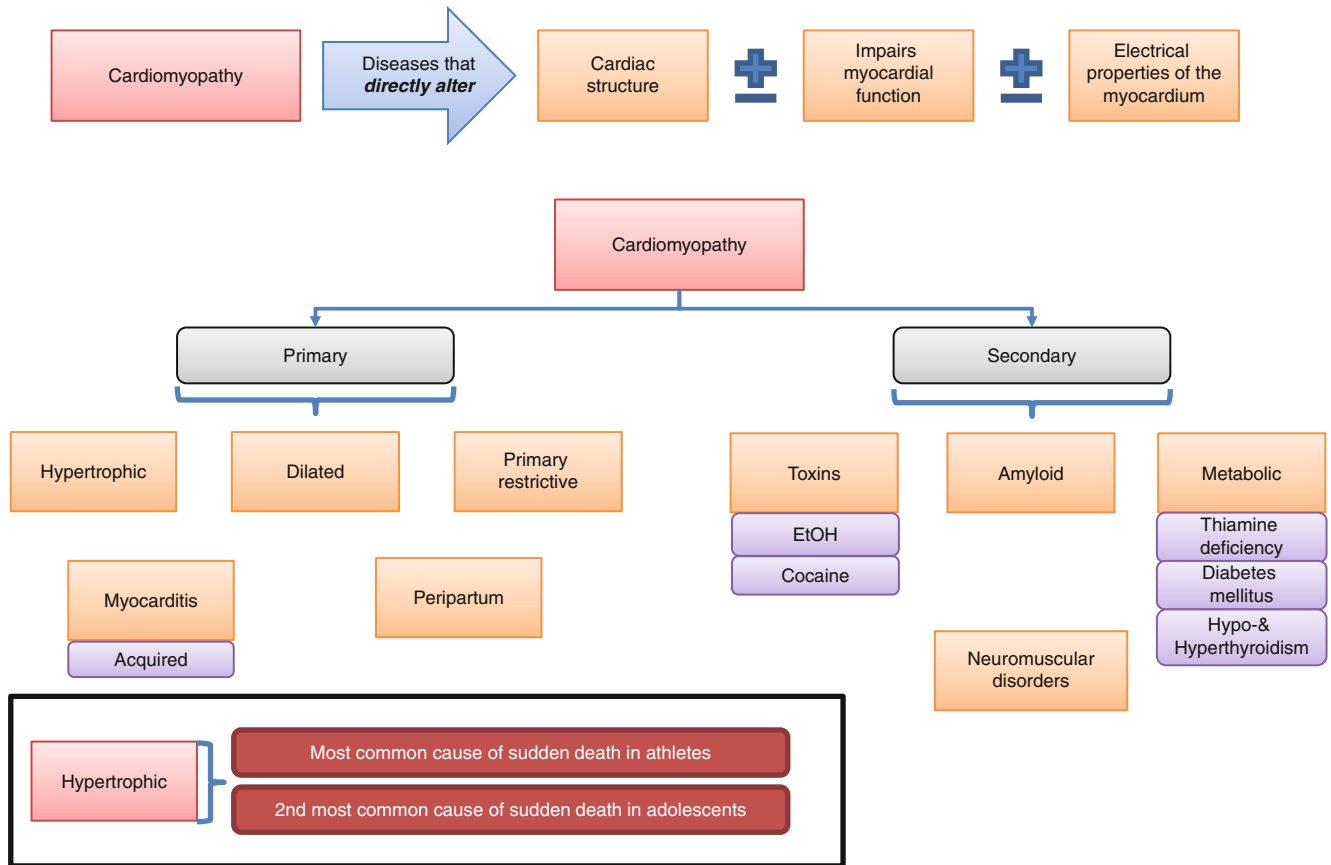 Cardiomyopathy
Diseases that
directly alter
Cardiac
structure
Impairs
myocardial
function
Electrical
properties of the
myocardium
Cardiomyopathy
Primary
Secondary
Hypertrophic
Dilated
Primary
restrictive
Toxins
EtOH
Cocaine
Amyloid
Metabolic
Thiamine
deficiency
Diabetes
mellitus
Hypo-&
Hyperthyroidism
Myocarditis
Acquired
Peripartum
Neuromuscular
disorders
Hypertrophic
Most common cause of sudden death in athletes
2nd most common cause of sudden death in adolescents